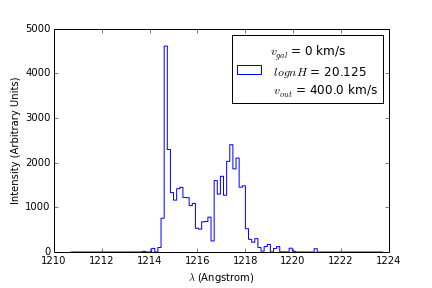 5000
4000
3000
2000
1000
0
Intensity (Arbitrary Units)
v_gal = 0 km/s
lognH = 20.125
v_out = 400.0 km/s
1210 1212 1214 1216 1218 1220 1222 1224
λ (Angstrom)